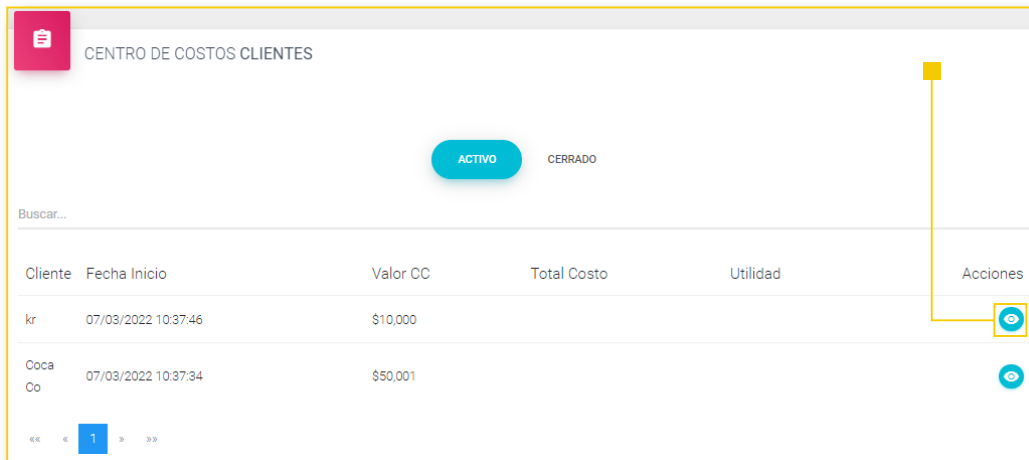 CENTRO DE COSTOS CLIENTES
ACTIVO CERRADO
Buscar...
Cliente Fecha Inicio Valor CC Total Costo Utilidad Acciones
kr 07/03/2022 10:37:46 $10,000
Coca Co 07/03/2022 10:37:34 $50,001
«« « 1 » »»